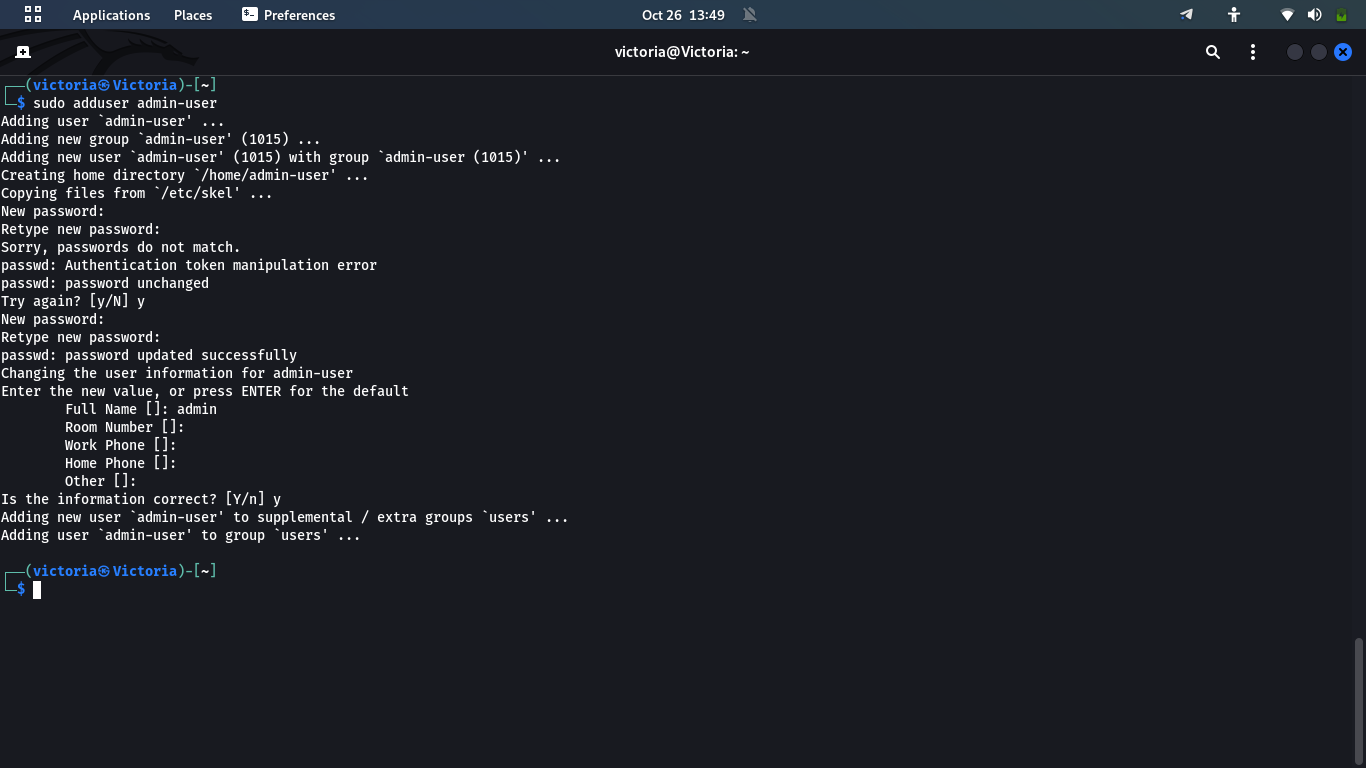 Applications Places Preferences Oct 26 13:49
victoria@Victoria: ~
┌──(victoria㉿Victoria)-[~]
└─$ sudo adduser admin-user
Adding user `admin-user' ...
Adding new group `admin-user' (1015) ...
Adding new user `admin-user' (1015) with group `admin-user (1015)' ...
Creating home directory `/home/admin-user' ...
Copying files from `/etc/skel' ...
New password:
Retype new password:
Sorry, passwords do not match.
passwd: Authentication token manipulation error
passwd: password unchanged
Try again? [y/N] y
New password:
Retype new password:
passwd: password updated successfully
Changing the user information for admin-user
Enter the new value, or press ENTER for the default
        Full Name []: admin
        Room Number []:
        Work Phone []:
        Home Phone []:
        Other []:
Is the information correct? [Y/n] y
Adding new user `admin-user' to supplemental / extra groups `users' ...
Adding user `admin-user' to group `users' ...
┌──(victoria㉿Victoria)-[~]
└─$